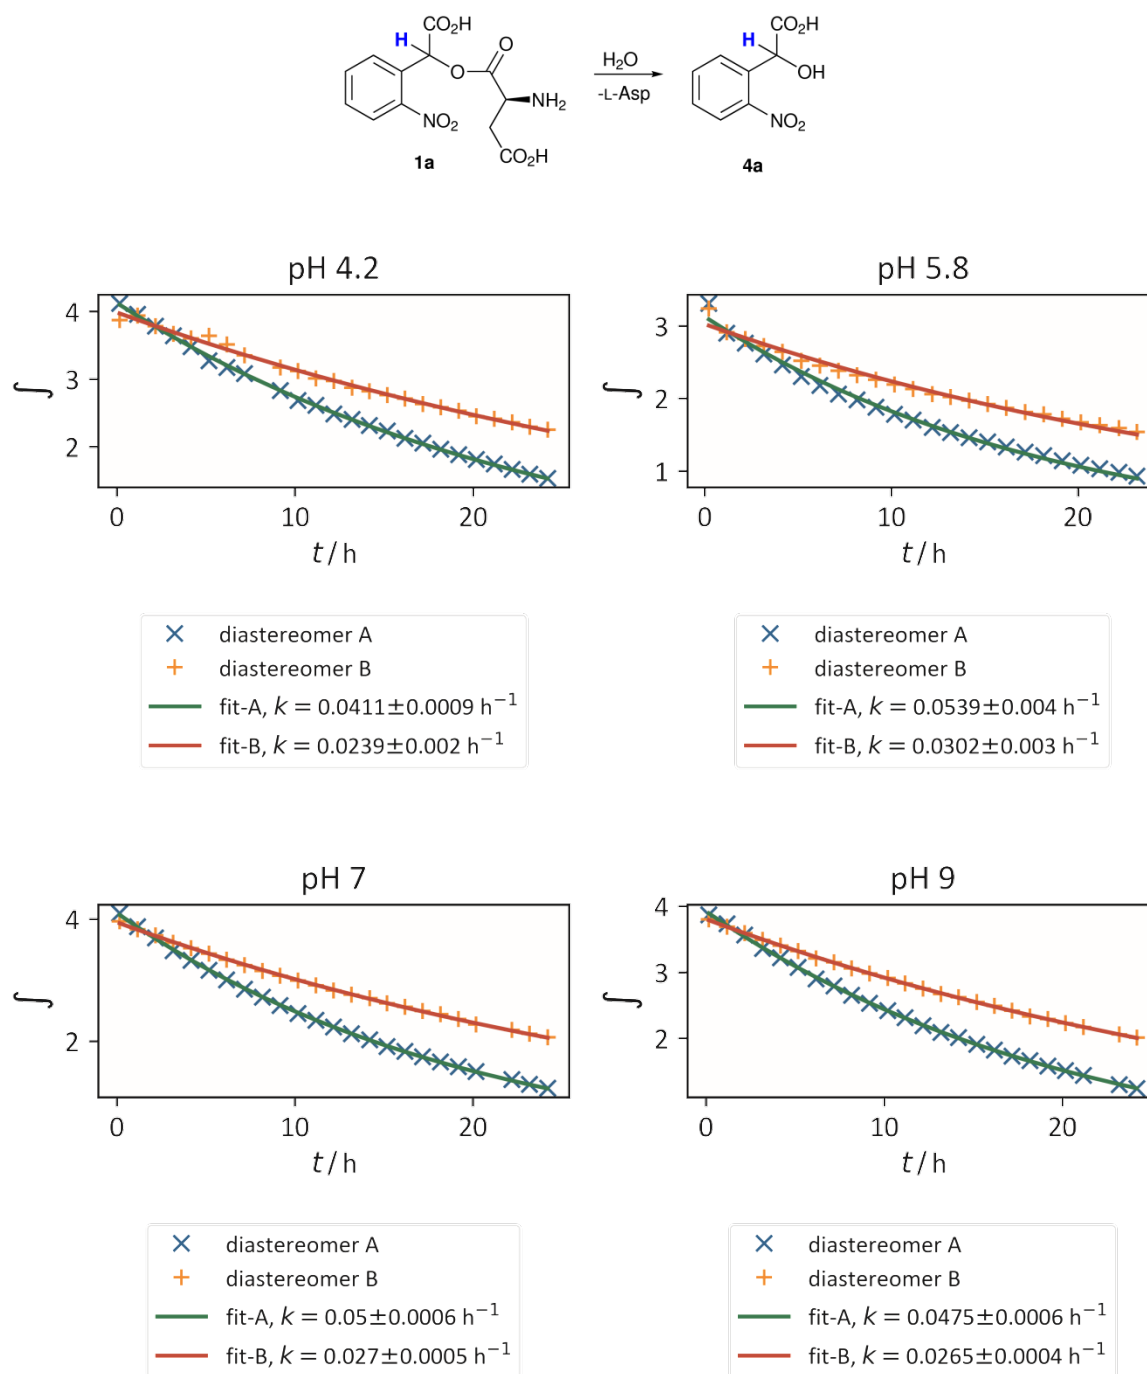 CO₂H
H
O
O
NH₂
NO₂
CO₂H
1a
H₂O
-L-Asp
CO₂H
H
OH
NO₂
4a
pH 4.2
4
3
2
∫
0 10 20
t / h
diastereomer A
diastereomer B
fit-A, k = 0.0411±0.0009 h⁻¹
fit-B, k = 0.0239±0.002 h⁻¹
pH 5.8
3
2
1
∫
0 10 20
t / h
diastereomer A
diastereomer B
fit-A, k = 0.0539±0.004 h⁻¹
fit-B, k = 0.0302±0.003 h⁻¹
pH 7
4
2
∫
0 10 20
t / h
diastereomer A
diastereomer B
fit-A, k = 0.05±0.0006 h⁻¹
fit-B, k = 0.027±0.0005 h⁻¹
pH 9
4
3
2
∫
0 10 20
t / h
diastereomer A
diastereomer B
fit-A, k = 0.0475±0.0006 h⁻¹
fit-B, k = 0.0265±0.0004 h⁻¹